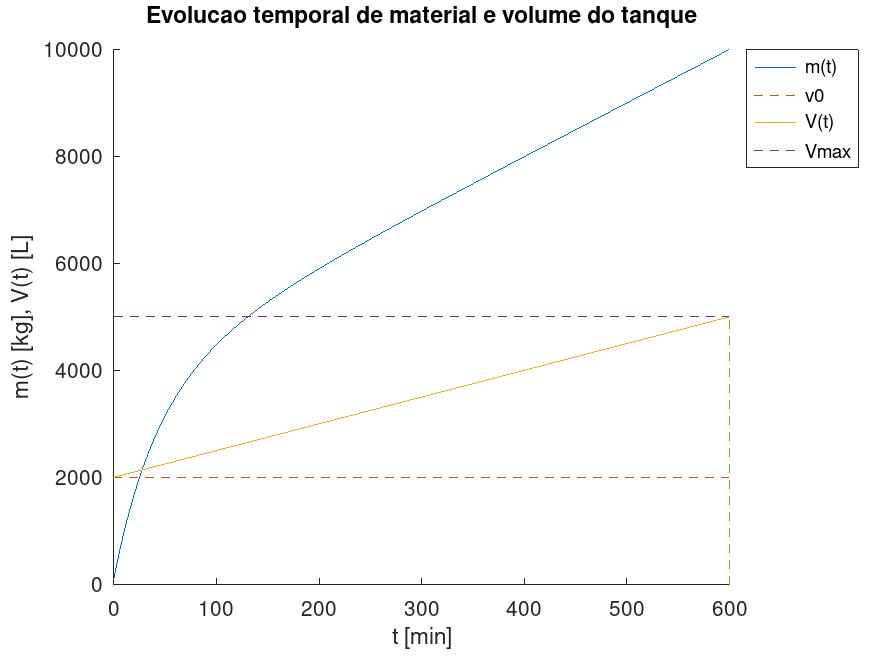 Evolucao temporal de material e volume do tanque
10000
8000
6000
4000
2000
0
m(t) [kg], V(t) [L]
0 100 200 300 400 500 600
t [min]
m(t)
v0
V(t)
Vmax